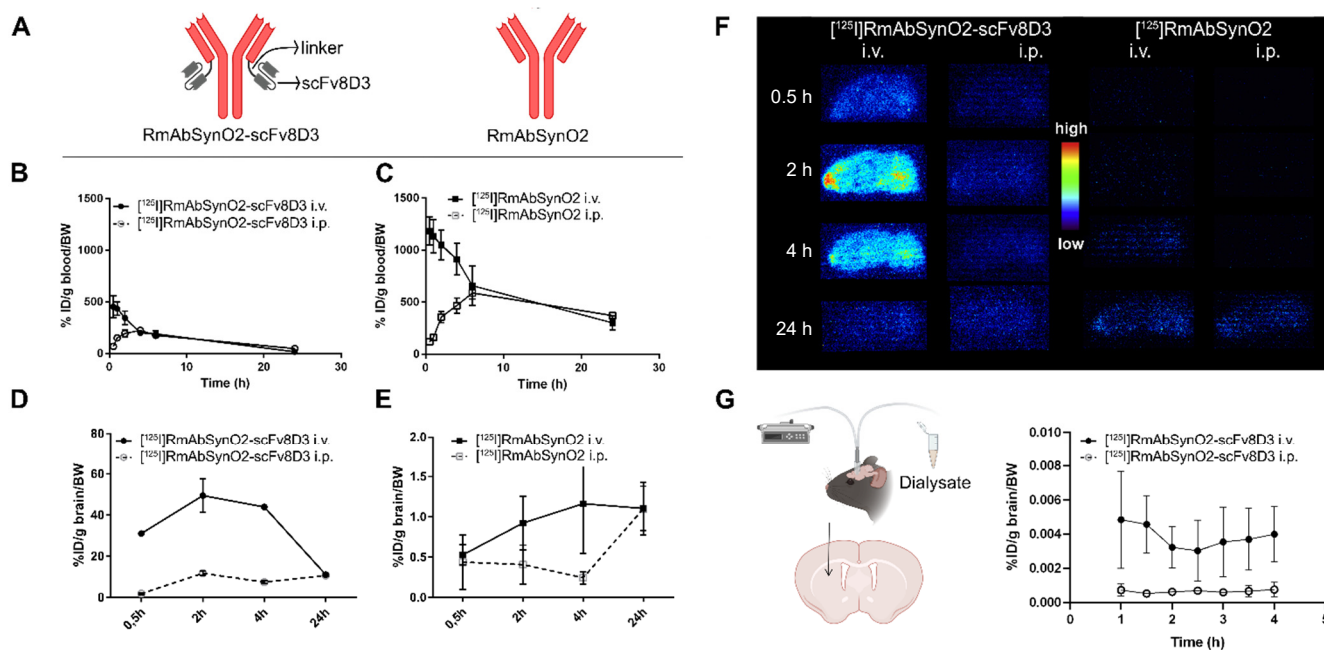 A
linker
scFv8D3
RmAbSynO2-scFv8D3
RmAbSynO2
B
[¹²⁵I]RmAbSynO2-scFv8D3 i.v.
[¹²⁵I]RmAbSynO2-scFv8D3 i.p.
% ID/g blood/BW
1500
1000
500
0
0 10 20 30
Time (h)
C
[¹²⁵I]RmAbSynO2 i.v.
[¹²⁵I]RmAbSynO2 i.p.
% ID/g blood/BW
1500
1000
500
0
0 10 20 30
Time (h)
D
[¹²⁵I]RmAbSynO2-scFv8D3 i.v.
[¹²⁵I]RmAbSynO2-scFv8D3 i.p.
%ID/g brain/BW
80
60
40
20
0
0,5h 2h 4h 24h
E
[¹²⁵I]RmAbSynO2 i.v.
[¹²⁵I]RmAbSynO2 i.p.
%ID/g brain/BW
2.0
1.5
1.0
0.5
0.0
0,5h 2h 4h 24h
F
[¹²⁵I]RmAbSynO2-scFv8D3 [¹²⁵]RmAbSynO2
i.v. i.p. i.v. i.p.
0.5 h
high
2 h
low
4 h
24 h
G
Dialysate
[¹²⁵I]RmAbSynO2-scFv8D3 i.v.
[¹²⁵I]RmAbSynO2-scFv8D3 i.p.
%ID/g brain/BW
0.010
0.008
0.006
0.004
0.002
0.000
0 1 2 3 4 5
Time (h)